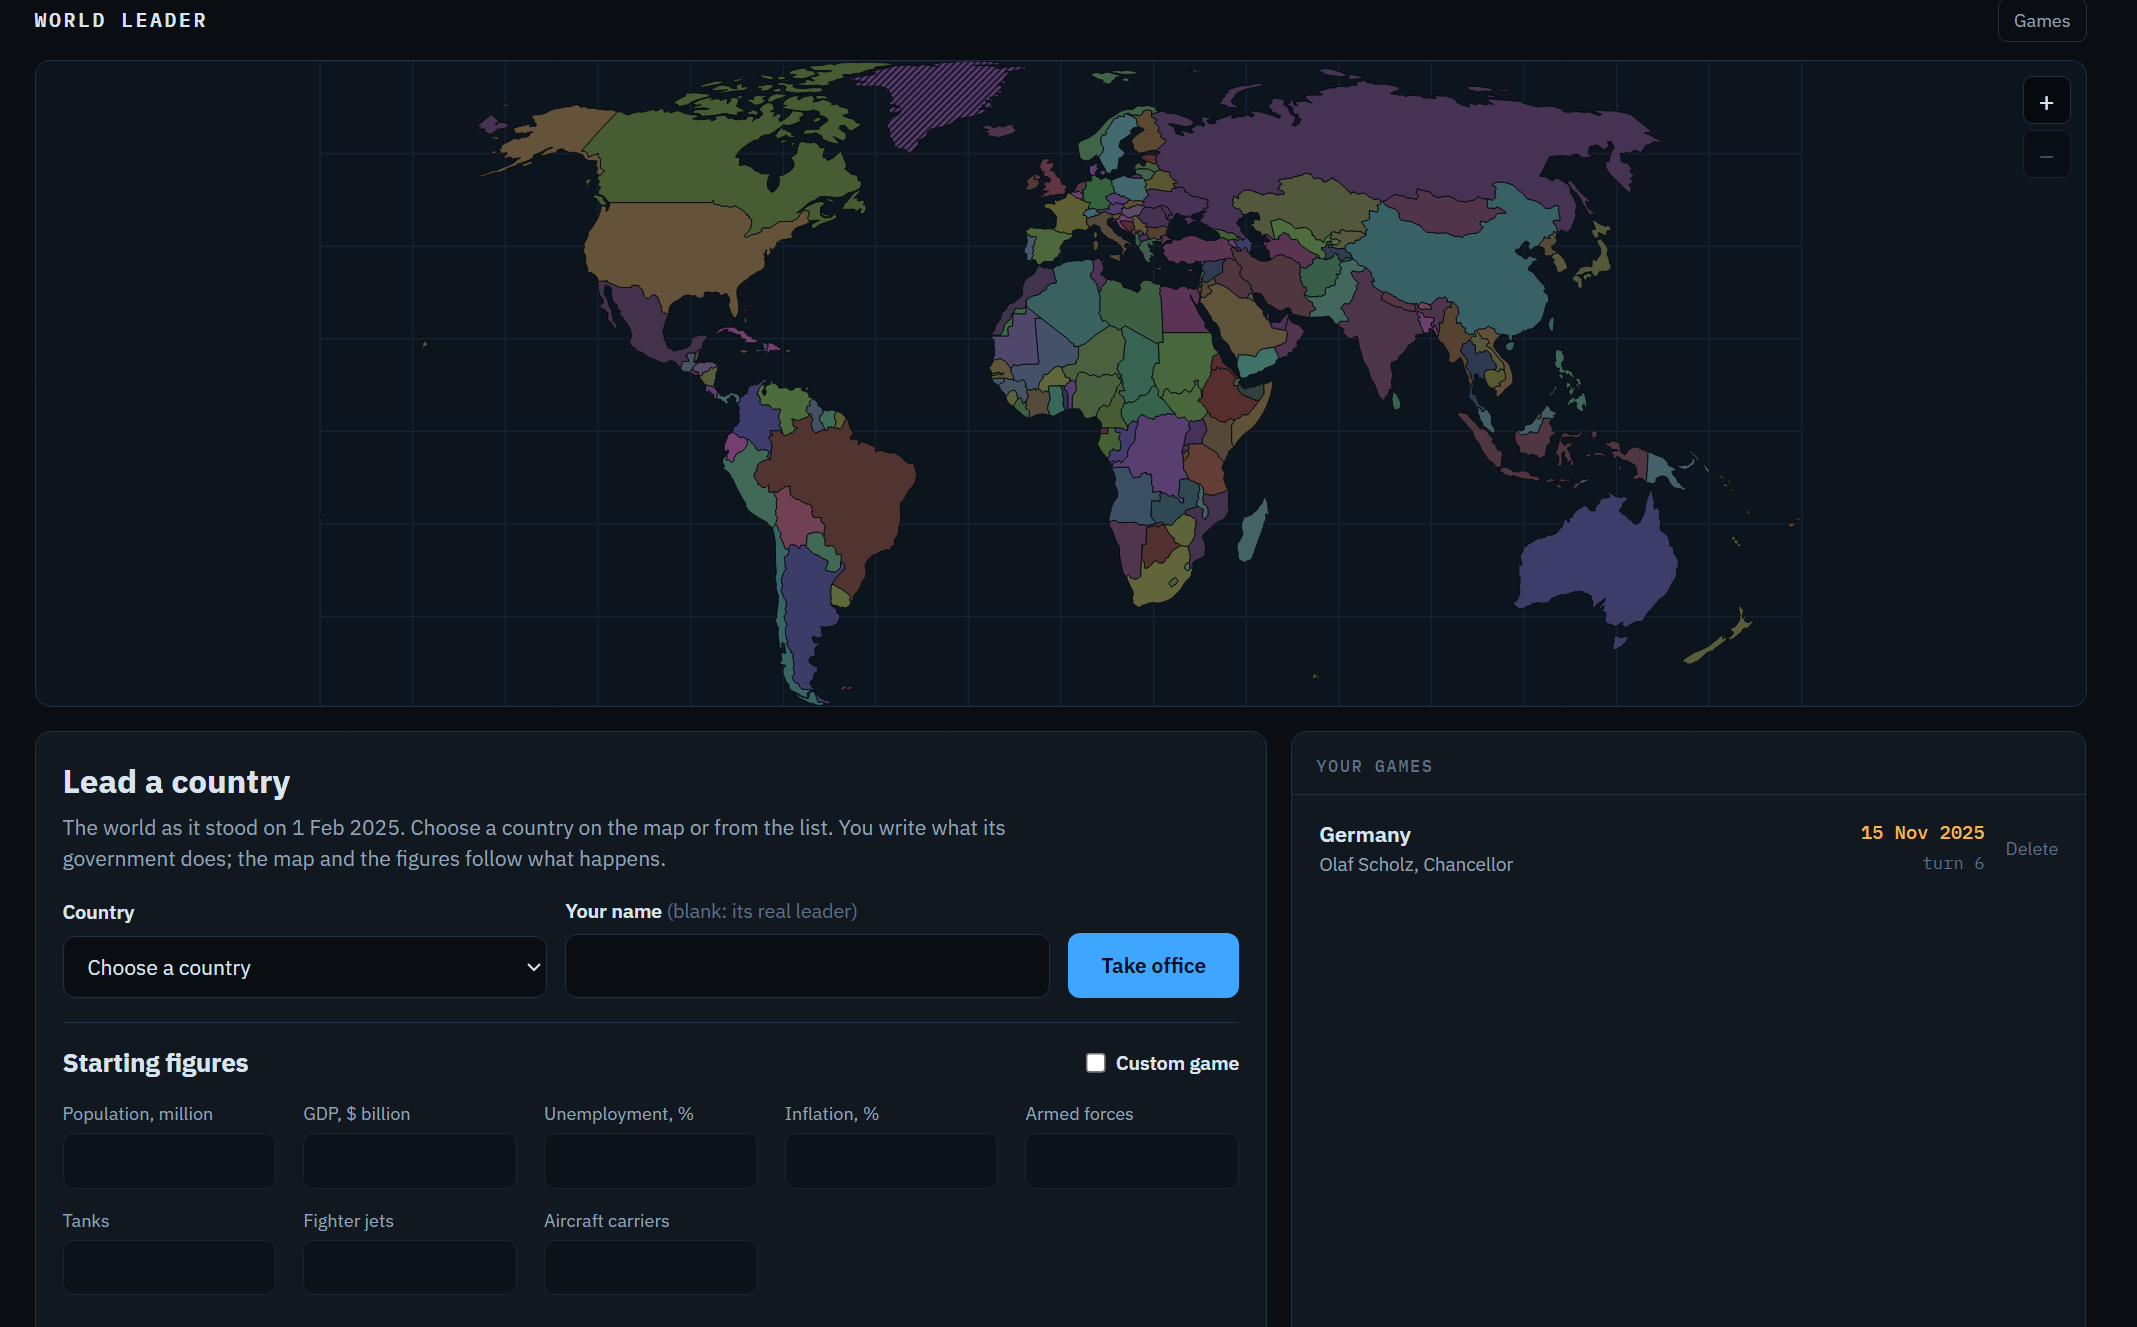 WORLD LEADER
Games
+
−
Lead a country
The world as it stood on 1 Feb 2025. Choose a country on the map or from the list. You write what its
government does; the map and the figures follow what happens.
Country
Your name (blank: its real leader)
Choose a country
Take office
Starting figures
Custom game
Population, million
GDP, $ billion
Unemployment, %
Inflation, %
Armed forces
Tanks
Fighter jets
Aircraft carriers
YOUR GAMES
Germany
15 Nov 2025
Olaf Scholz, Chancellor
turn 6
Delete